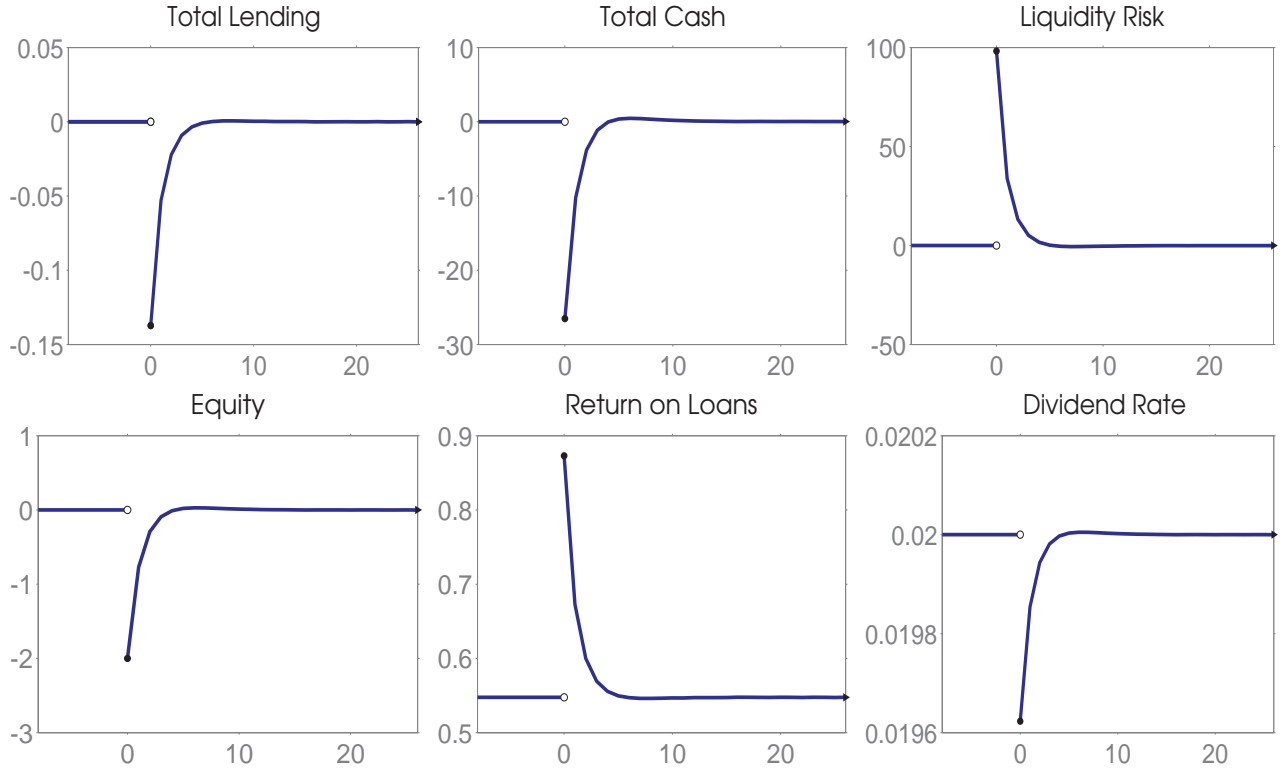 Total Lending
0.05
0
-0.05
-0.1
-0.15
0 10 20
Total Cash
10
0
-10
-20
-30
0 10 20
Liquidity Risk
100
50
0
-50
0 10 20
Equity
1
0
-1
-2
-3
0 10 20
Return on Loans
0.9
0.8
0.7
0.6
0.5
0 10 20
Dividend Rate
0.0202
0.02
0.0198
0.0196
0 10 20